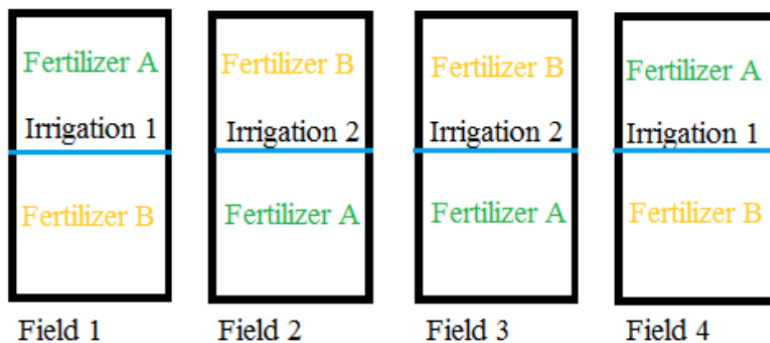 Fertilizer A
Irrigation 1
Fertilizer B
Field 1
Fertilizer B
Irrigation 2
Fertilizer A
Field 2
Fertilizer B
Irrigation 2
Fertilizer A
Field 3
Fertilizer A
Irrigation 1
Fertilizer B
Field 4